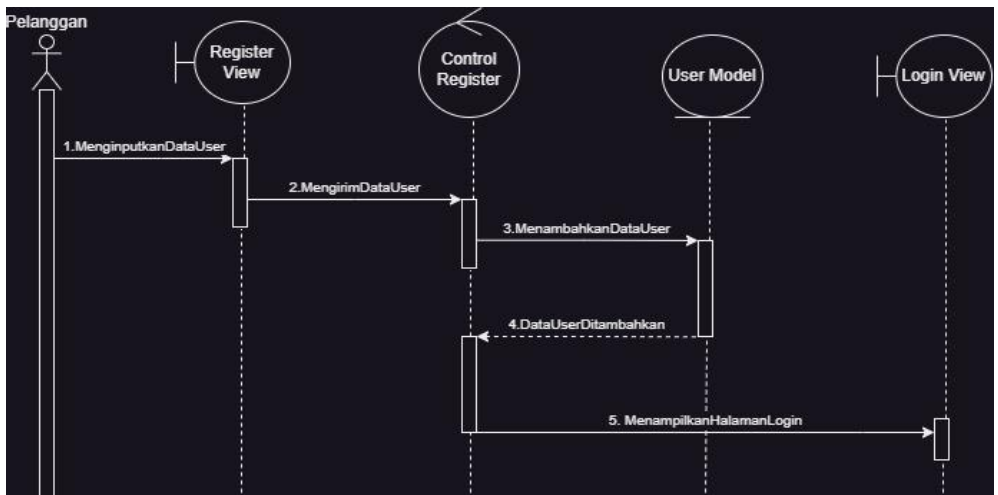 Pelanggan
Register
View
Control
Register
User Model
Login View
1.MenginputkanDataUser
2.MengirimDataUser
3.MenambahkanDataUser
4.DataUserDitambahkan
5. MenampilkanHalamanLogin